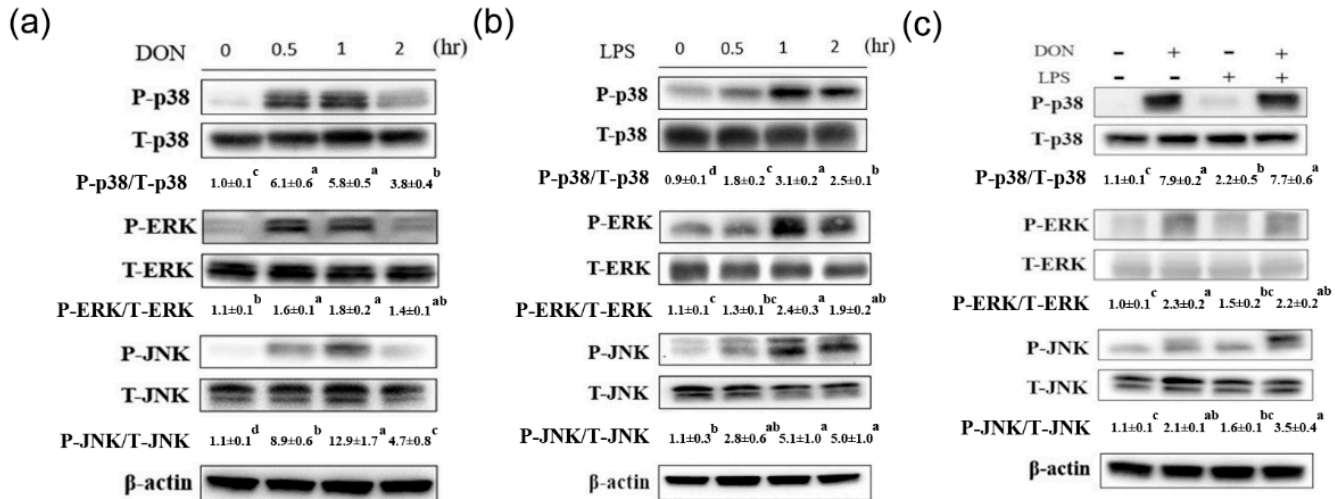 (a)
DON 0 0.5 1 2 (hr)
P-p38
T-p38
P-p38/T-p38 1.0±0.1c 6.1±0.6a 5.8±0.5a 3.8±0.4b
P-ERK
T-ERK
P-ERK/T-ERK 1.1±0.1b 1.6±0.1a 1.8±0.2a 1.4±0.1ab
P-JNK
T-JNK
P-JNK/T-JNK 1.1±0.1d 8.9±0.6b 12.9±1.7a 4.7±0.8c
β-actin
(b)
LPS 0 0.5 1 2 (hr)
P-p38
T-p38
P-p38/T-p38 0.9±0.1d 1.8±0.2c 3.1±0.2a 2.5±0.1b
P-ERK
T-ERK
P-ERK/T-ERK 1.1±0.1c 1.3±0.1bc 2.4±0.3a 1.9±0.2ab
P-JNK
T-JNK
P-JNK/T-JNK 1.1±0.3b 2.8±0.6ab 5.1±1.0a 5.0±1.0a
β-actin
(c)
DON - + - +
LPS - - + +
P-p38
T-p38
P-p38/T-p38 1.1±0.1c 7.9±0.2a 2.2±0.5b 7.7±0.6a
P-ERK
T-ERK
P-ERK/T-ERK 1.0±0.1c 2.3±0.2a 1.5±0.2bc 2.2±0.2ab
P-JNK
T-JNK
P-JNK/T-JNK 1.1±0.1c 2.1±0.1ab 1.6±0.1bc 3.5±0.4a
β-actin